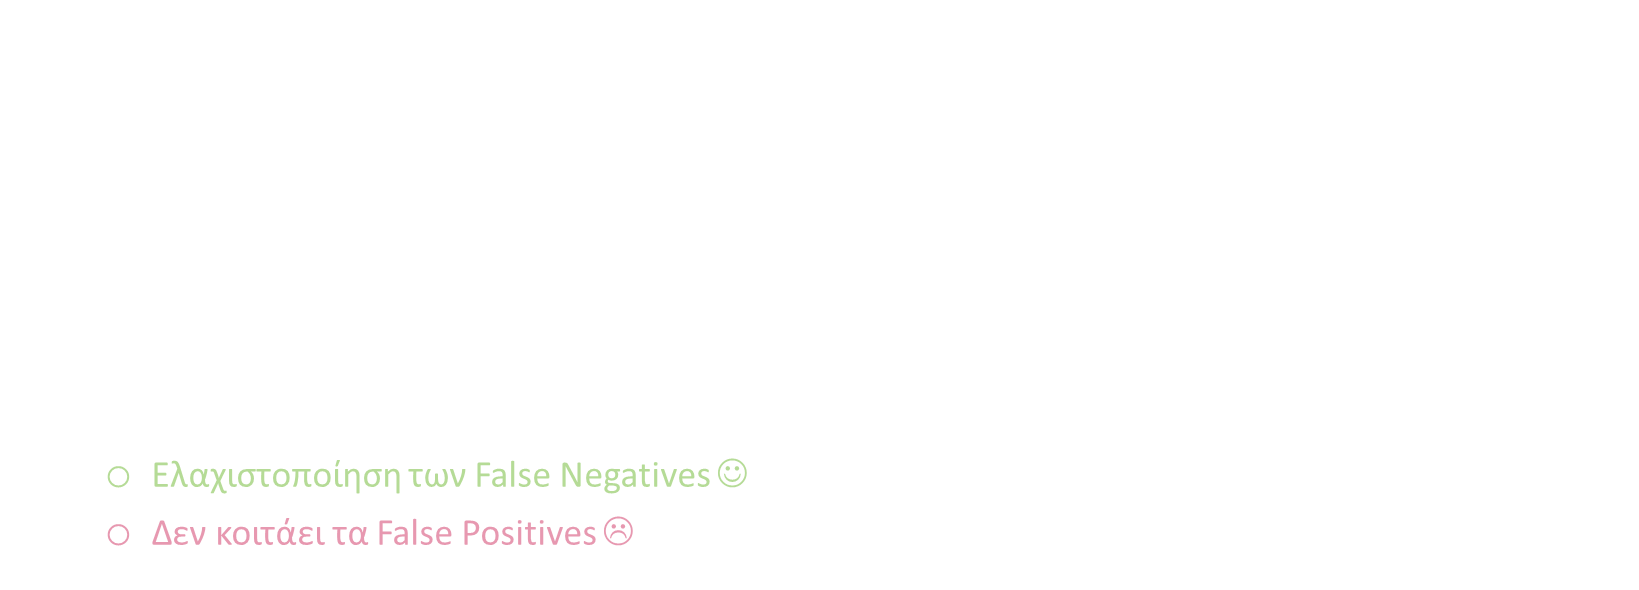 o Ελαχιστοποίηση των False Negatives ☺
o Δεν κοιτάει τα False Positives ☹